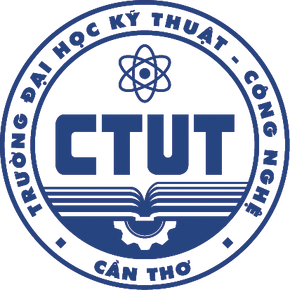 TRƯỜNG ĐẠI HỌC KỸ THUẬT - CÔNG NGHỆ
CTUT
CẦN THƠ